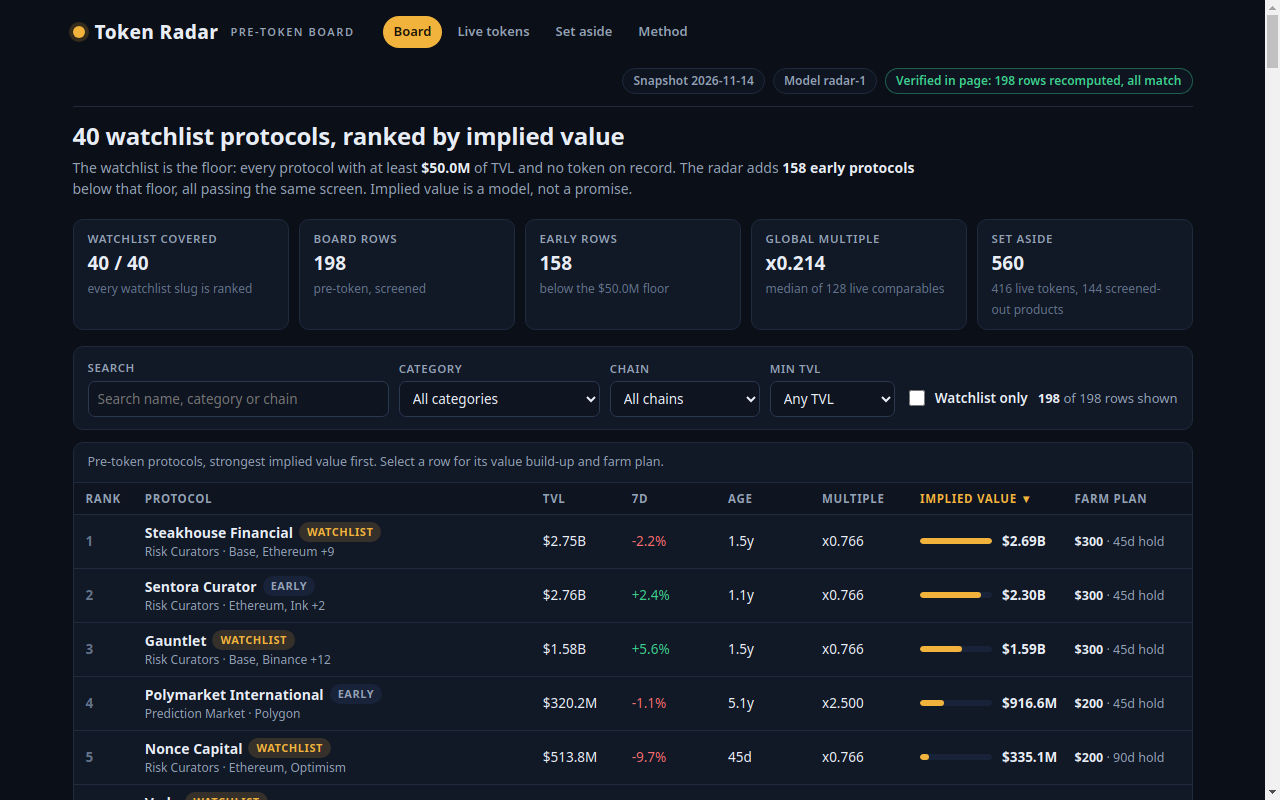 Token Radar PRE-TOKEN BOARD Board Live tokens Set aside Method
Snapshot 2026-11-14 Model radar-1 Verified in page: 198 rows recomputed, all match
40 watchlist protocols, ranked by implied value
The watchlist is the floor: every protocol with at least $50.0M of TVL and no token on record. The radar adds 158 early protocols
below that floor, all passing the same screen. Implied value is a model, not a promise.
WATCHLIST COVERED
40 / 40
every watchlist slug is ranked
BOARD ROWS
198
pre-token, screened
EARLY ROWS
158
below the $50.0M floor
GLOBAL MULTIPLE
x0.214
median of 128 live comparables
SET ASIDE
560
416 live tokens, 144 screened-
out products
SEARCH CATEGORY CHAIN MIN TVL
Search name, category or chain All categories All chains Any TVL Watchlist only 198 of 198 rows shown
Pre-token protocols, strongest implied value first. Select a row for its value build-up and farm plan.
RANK PROTOCOL TVL 7D AGE MULTIPLE IMPLIED VALUE ▼ FARM PLAN
1 Steakhouse Financial WATCHLIST $2.75B -2.2% 1.5y x0.766 $2.69B $300 · 45d hold
Risk Curators · Base, Ethereum +9
2 Sentora Curator EARLY $2.76B +2.4% 1.1y x0.766 $2.30B $300 · 45d hold
Risk Curators · Ethereum, Ink +2
3 Gauntlet WATCHLIST $1.58B +5.6% 1.5y x0.766 $1.59B $300 · 45d hold
Risk Curators · Base, Binance +12
4 Polymarket International EARLY $320.2M -1.1% 5.1y x2.500 $916.6M $200 · 45d hold
Prediction Market · Polygon
5 Nonce Capital WATCHLIST $513.8M -9.7% 45d x0.766 $335.1M $200 · 90d hold
Risk Curators · Ethereum, Optimism